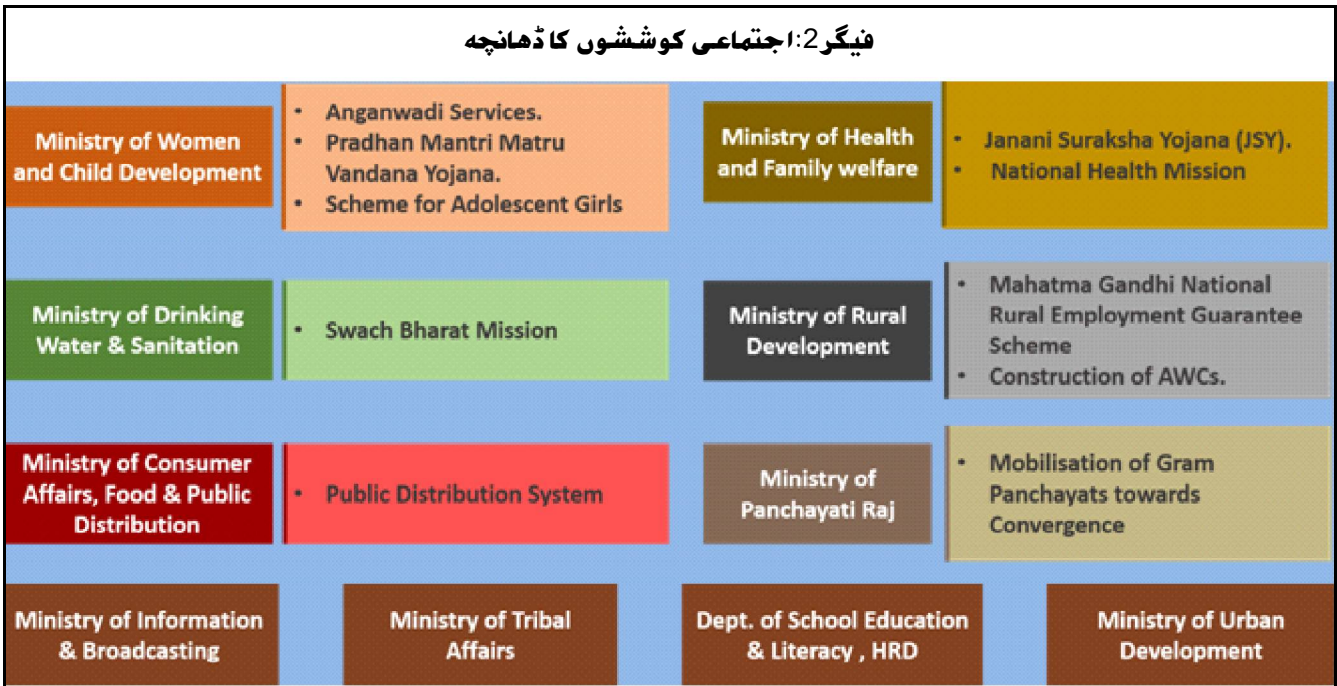 فیگر2:اجتماعی کوششوں کا ڈھانچہ
Ministry of Women
and Child Development
• Anganwadi Services.
• Pradhan Mantri Matru
Vandana Yojana.
• Scheme for Adolescent Girls
Ministry of Health
and Family welfare
• Janani Suraksha Yojana (JSY).
• National Health Mission
Ministry of Drinking
Water & Sanitation
• Swach Bharat Mission
Ministry of Rural
Development
• Mahatma Gandhi National
Rural Employment Guarantee
Scheme
• Construction of AWCs.
Ministry of Consumer
Affairs, Food & Public
Distribution
• Public Distribution System
Ministry of
Panchayati Raj
• Mobilisation of Gram
Panchayats towards
Convergence
Ministry of Information
& Broadcasting
Ministry of Tribal
Affairs
Dept. of School Education
& Literacy , HRD
Ministry of Urban
Development